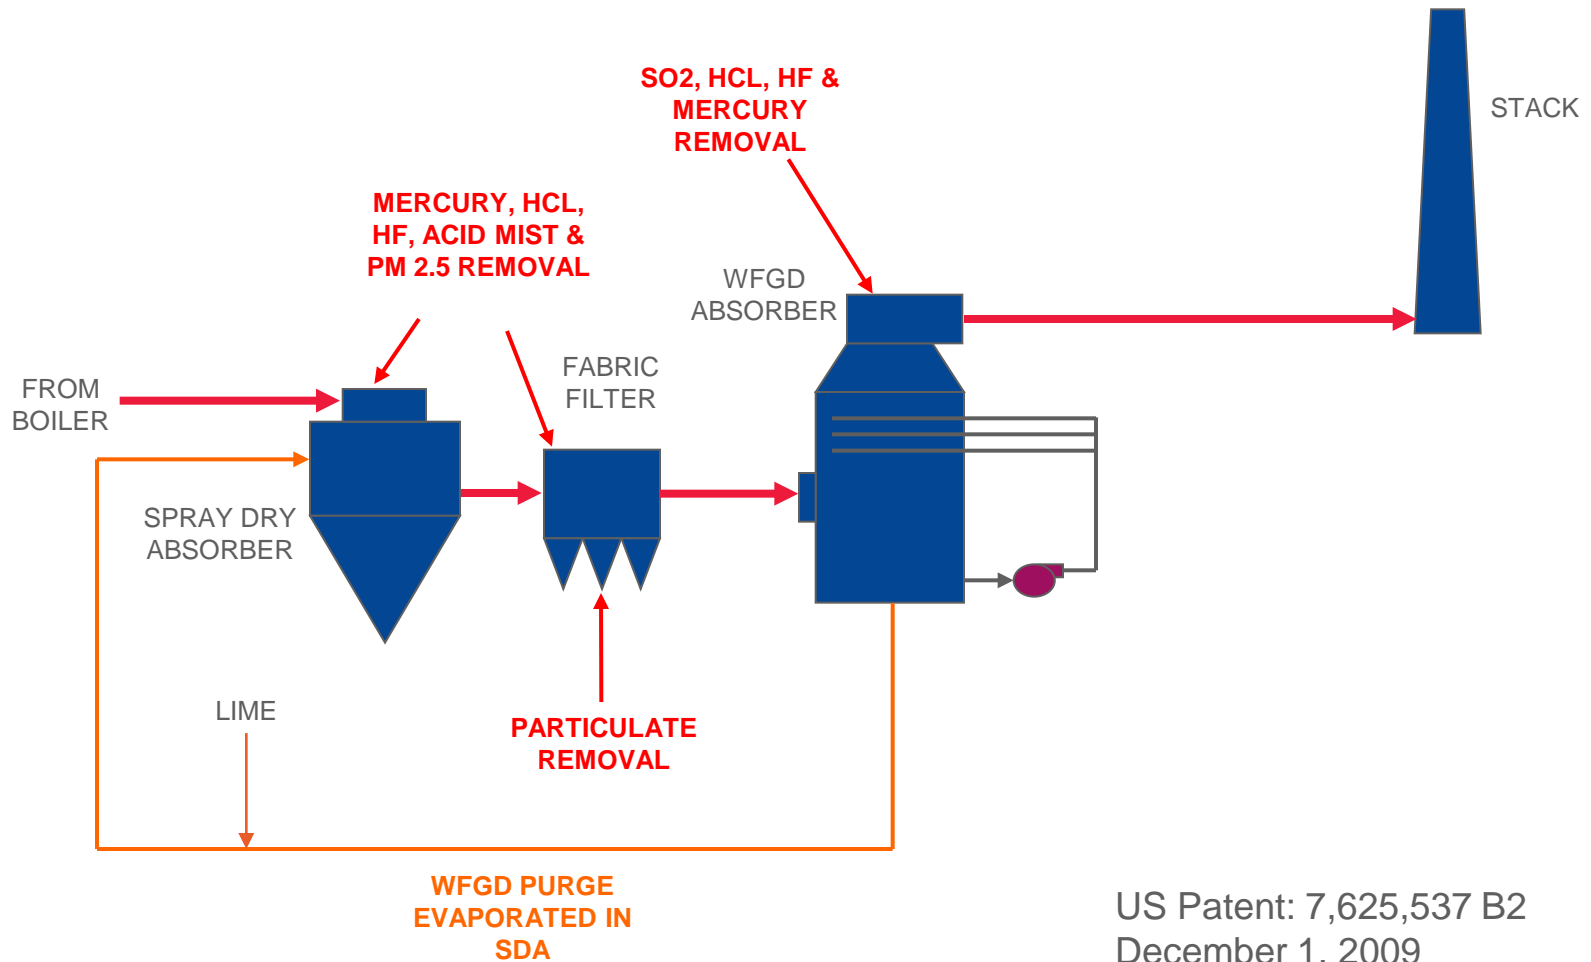 SO2, HCL, HF &
MERCURY
REMOVAL
STACK
MERCURY, HCL,
HF, ACID MIST &
PM 2.5 REMOVAL
WFGD
ABSORBER
FABRIC
FILTER
FROM
BOILER
SPRAY DRY
ABSORBER
LIME
PARTICULATE
REMOVAL
WFGD PURGE
EVAPORATED IN
SDA
US Patent: 7,625,537 B2
December 1, 2009